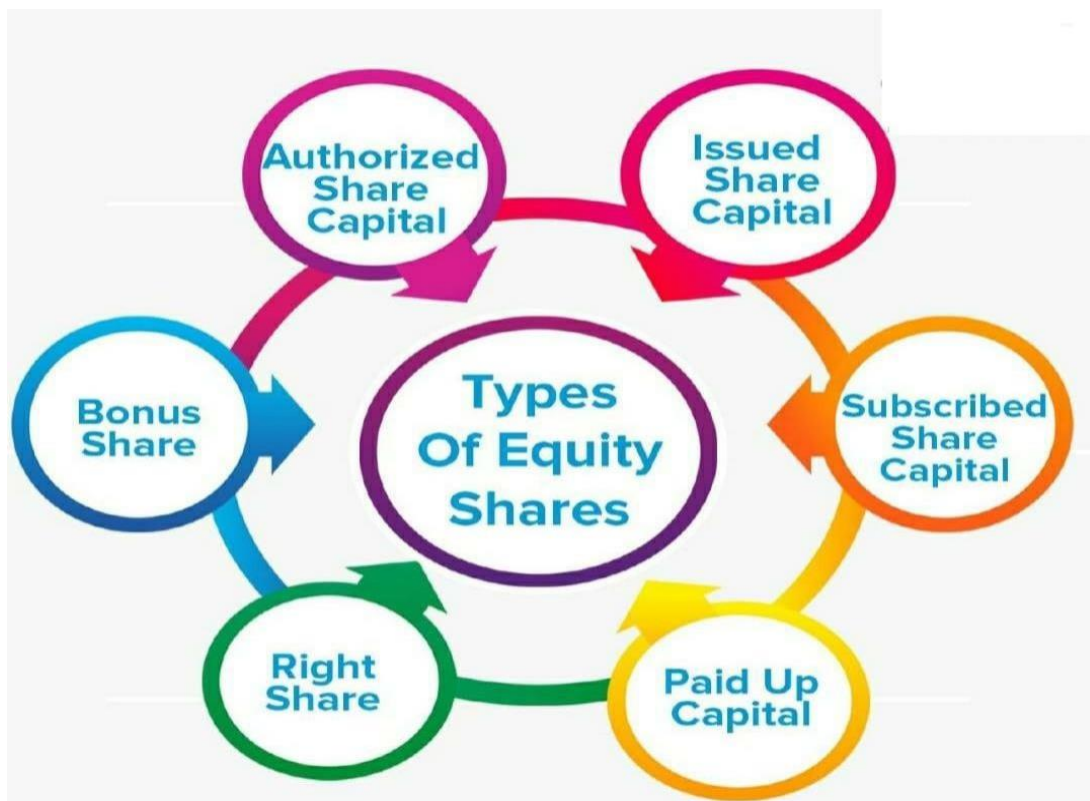 Authorized
Share
Capital
Issued
Share
Capital
Bonus
Share
Types
Of Equity
Shares
Subscribed
Share
Capital
Right
Share
Paid Up
Capital